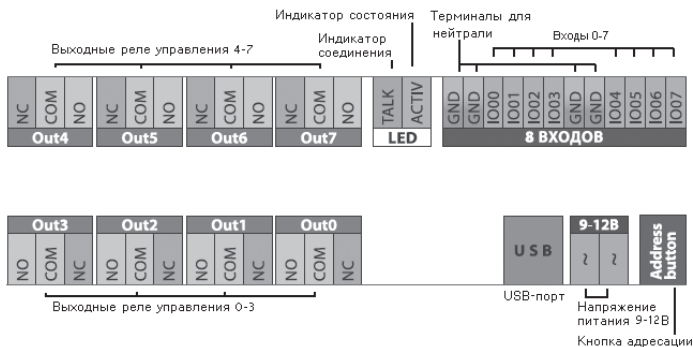 Индикатор состояния
Терминалы для
нейтрали
Входы 0-7
Выходные реле управления 4-7
Индикатор
соединения
NC COM NO NC COM NO NC COM NO NC COM NO TALK ACTIV GND GND IO00 IO01 IO02 IO03 GND GND IO04 IO05 IO06 IO07
Out4 Out5 Out6 Out7 LED 8 ВХОДОВ
Out3 Out2 Out1 Out0 9-12В
NO COM NC NO COM NC NO COM NC NO COM NC USB ~ ~ Address
button
Выходные реле управления 0-3
USB-порт
Напряжение
питания 9-12В
Кнопка адресации